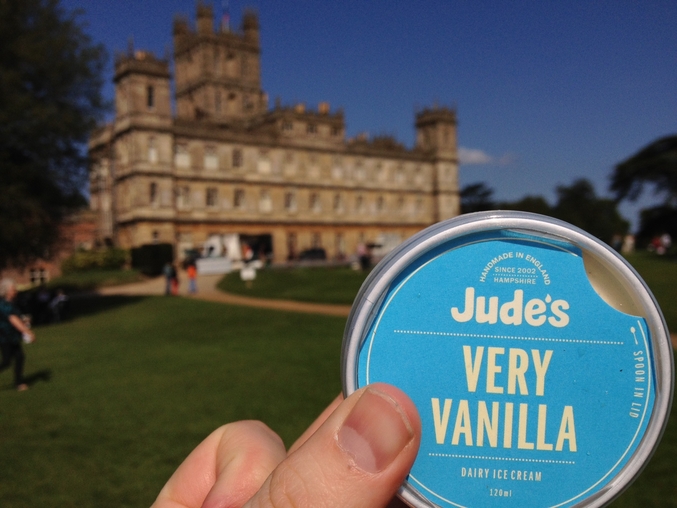 HANDMADE IN ENGLAND
SINCE 2002
HAMPSHIRE
Jude's
VERY
VANILLA
DAIRY ICE CREAM
120ml
SPOON IN LID